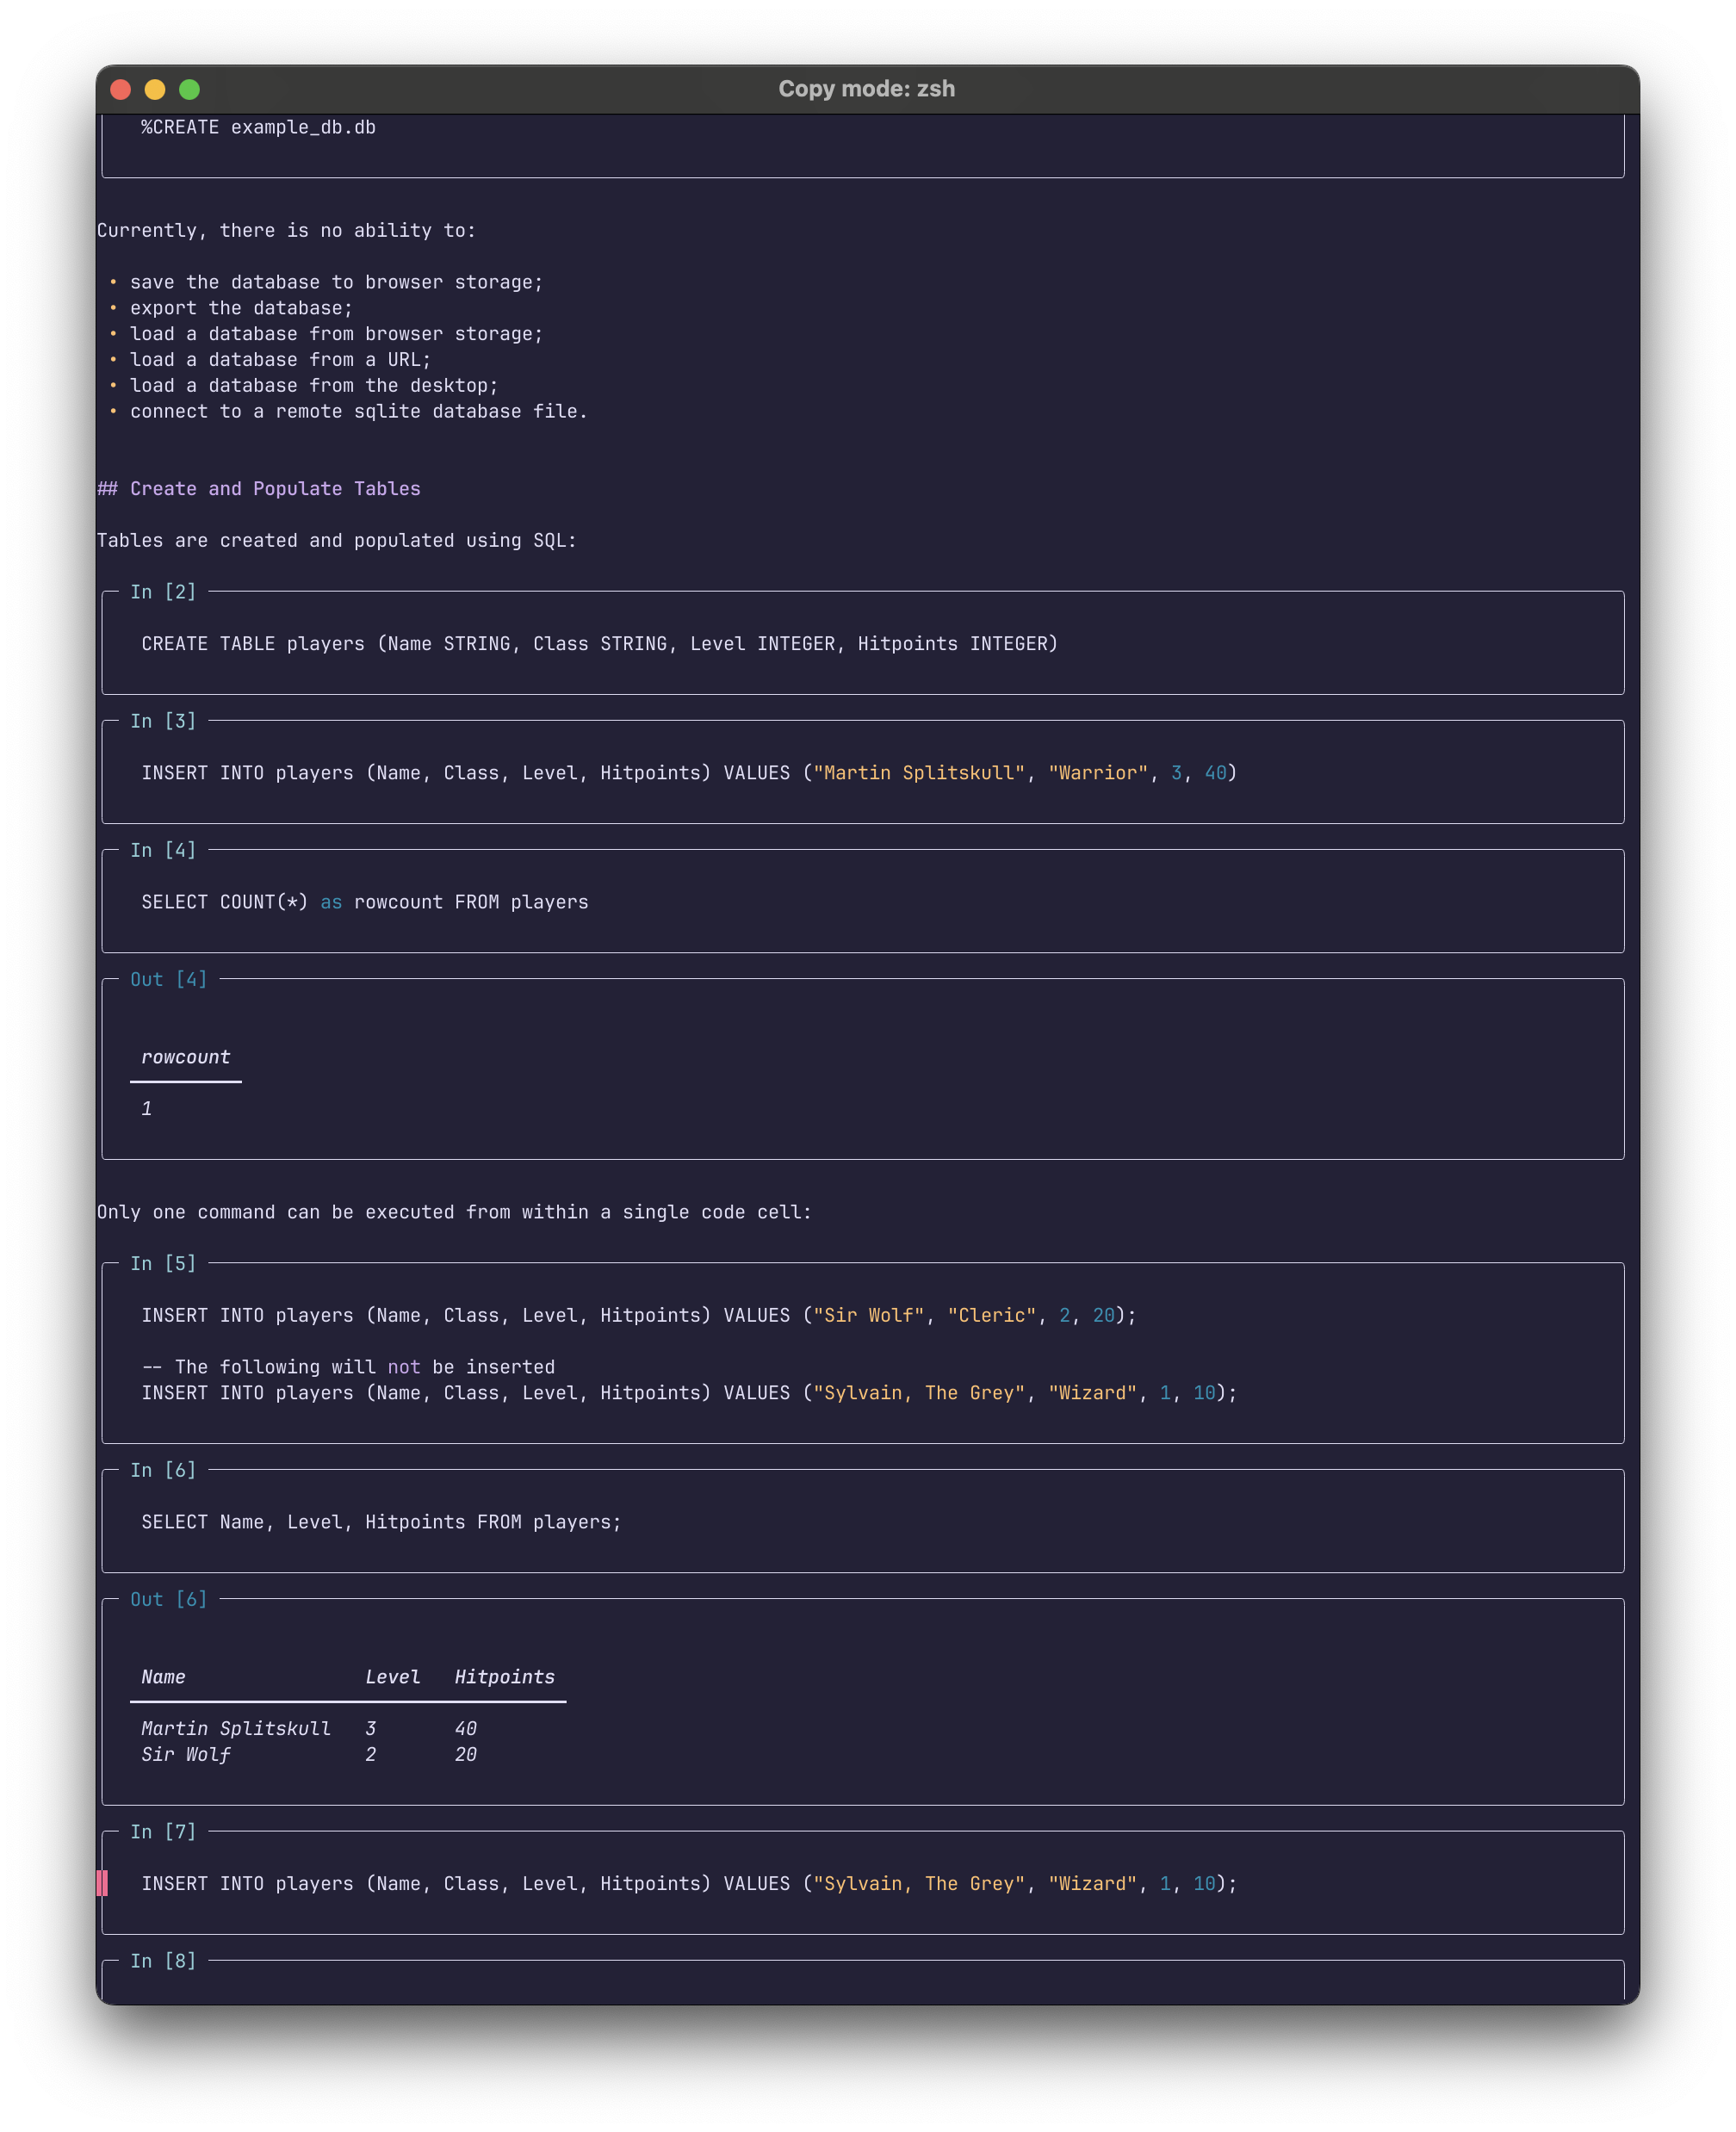 Copy mode: zsh
%CREATE example_db.db
Currently, there is no ability to:
• save the database to browser storage;
• export the database;
• load a database from browser storage;
• load a database from a URL;
• load a database from the desktop;
• connect to a remote sqlite database file.
## Create and Populate Tables
Tables are created and populated using SQL:
In [2]
CREATE TABLE players (Name STRING, Class STRING, Level INTEGER, Hitpoints INTEGER)
In [3]
INSERT INTO players (Name, Class, Level, Hitpoints) VALUES ("Martin Splitskull", "Warrior", 3, 40)
In [4]
SELECT COUNT(*) as rowcount FROM players
Out [4]
rowcount
1
Only one command can be executed from within a single code cell:
In [5]
INSERT INTO players (Name, Class, Level, Hitpoints) VALUES ("Sir Wolf", "Cleric", 2, 20);
-- The following will not be inserted
INSERT INTO players (Name, Class, Level, Hitpoints) VALUES ("Sylvain, The Grey", "Wizard", 1, 10);
In [6]
SELECT Name, Level, Hitpoints FROM players;
Out [6]
Name Level Hitpoints
Martin Splitskull 3 40
Sir Wolf 2 20
In [7]
INSERT INTO players (Name, Class, Level, Hitpoints) VALUES ("Sylvain, The Grey", "Wizard", 1, 10);
In [8]